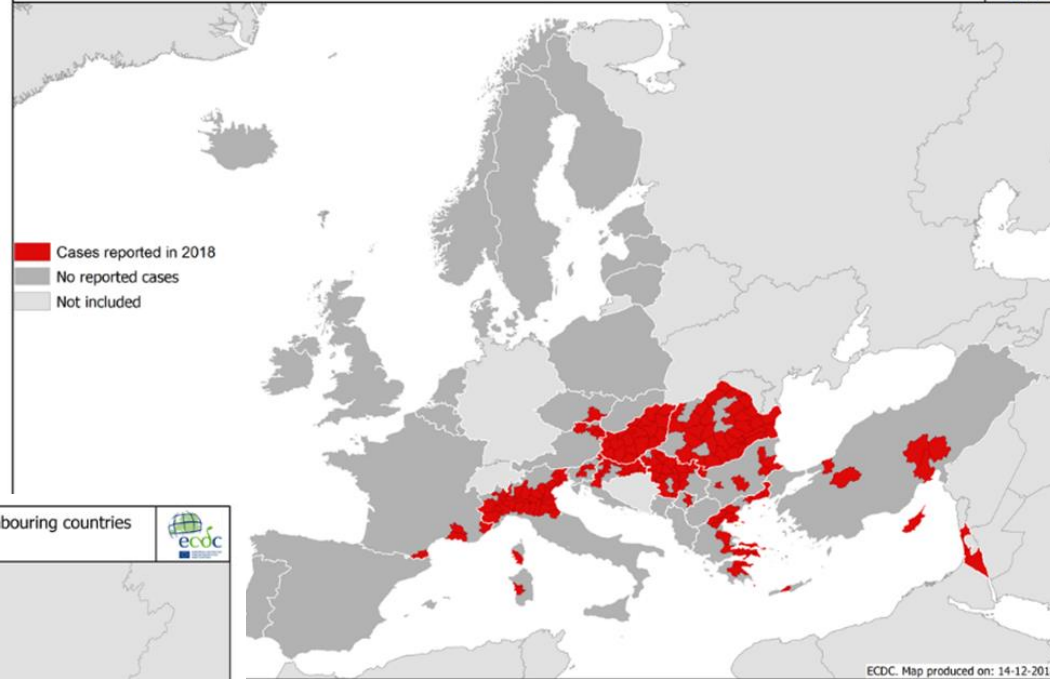 Cases reported in 2018
No reported cases
Not included
bouring countries
ecdc
ECDC. Map produced on: 14-12-201